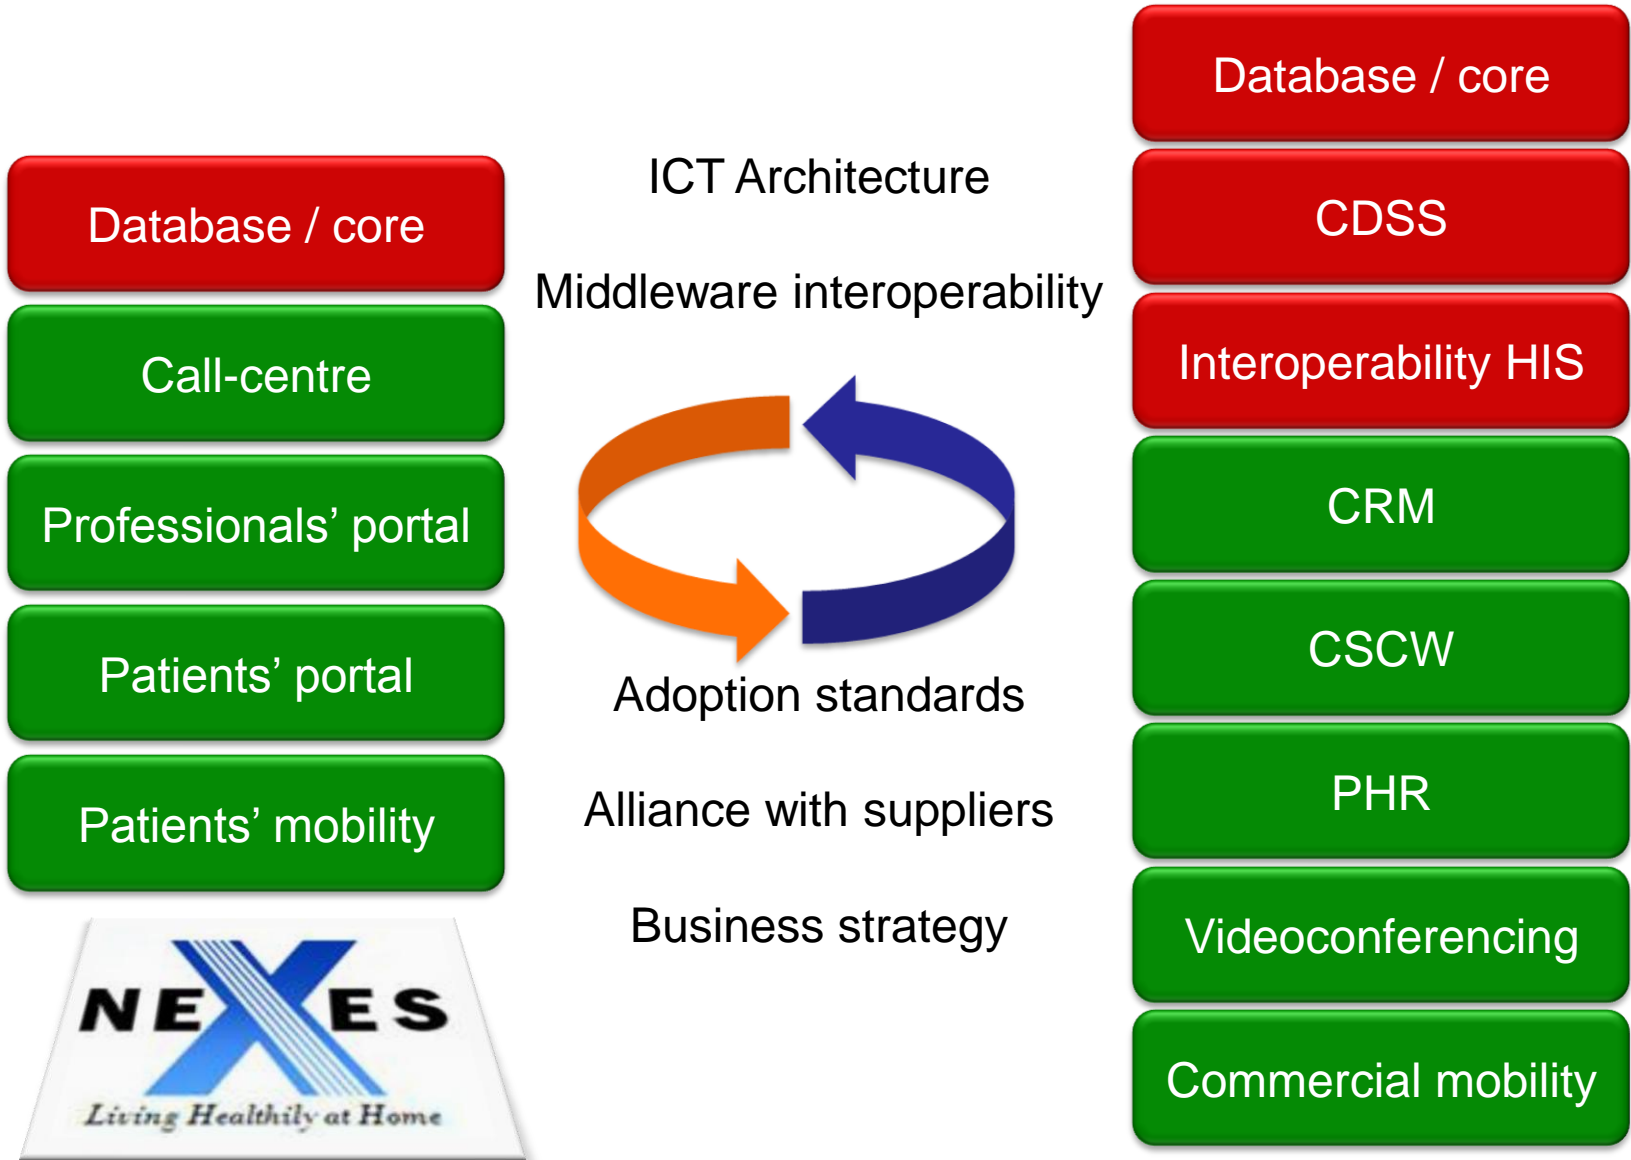 Database / core
Call-centre
Professionals’ portal
Patients’ portal
Patients’ mobility
NEXES
Living Healthily at Home
ICT Architecture
Middleware interoperability
Adoption standards
Alliance with suppliers
Business strategy
Database / core
CDSS
Interoperability HIS
CRM
CSCW
PHR
Videoconferencing
Commercial mobility